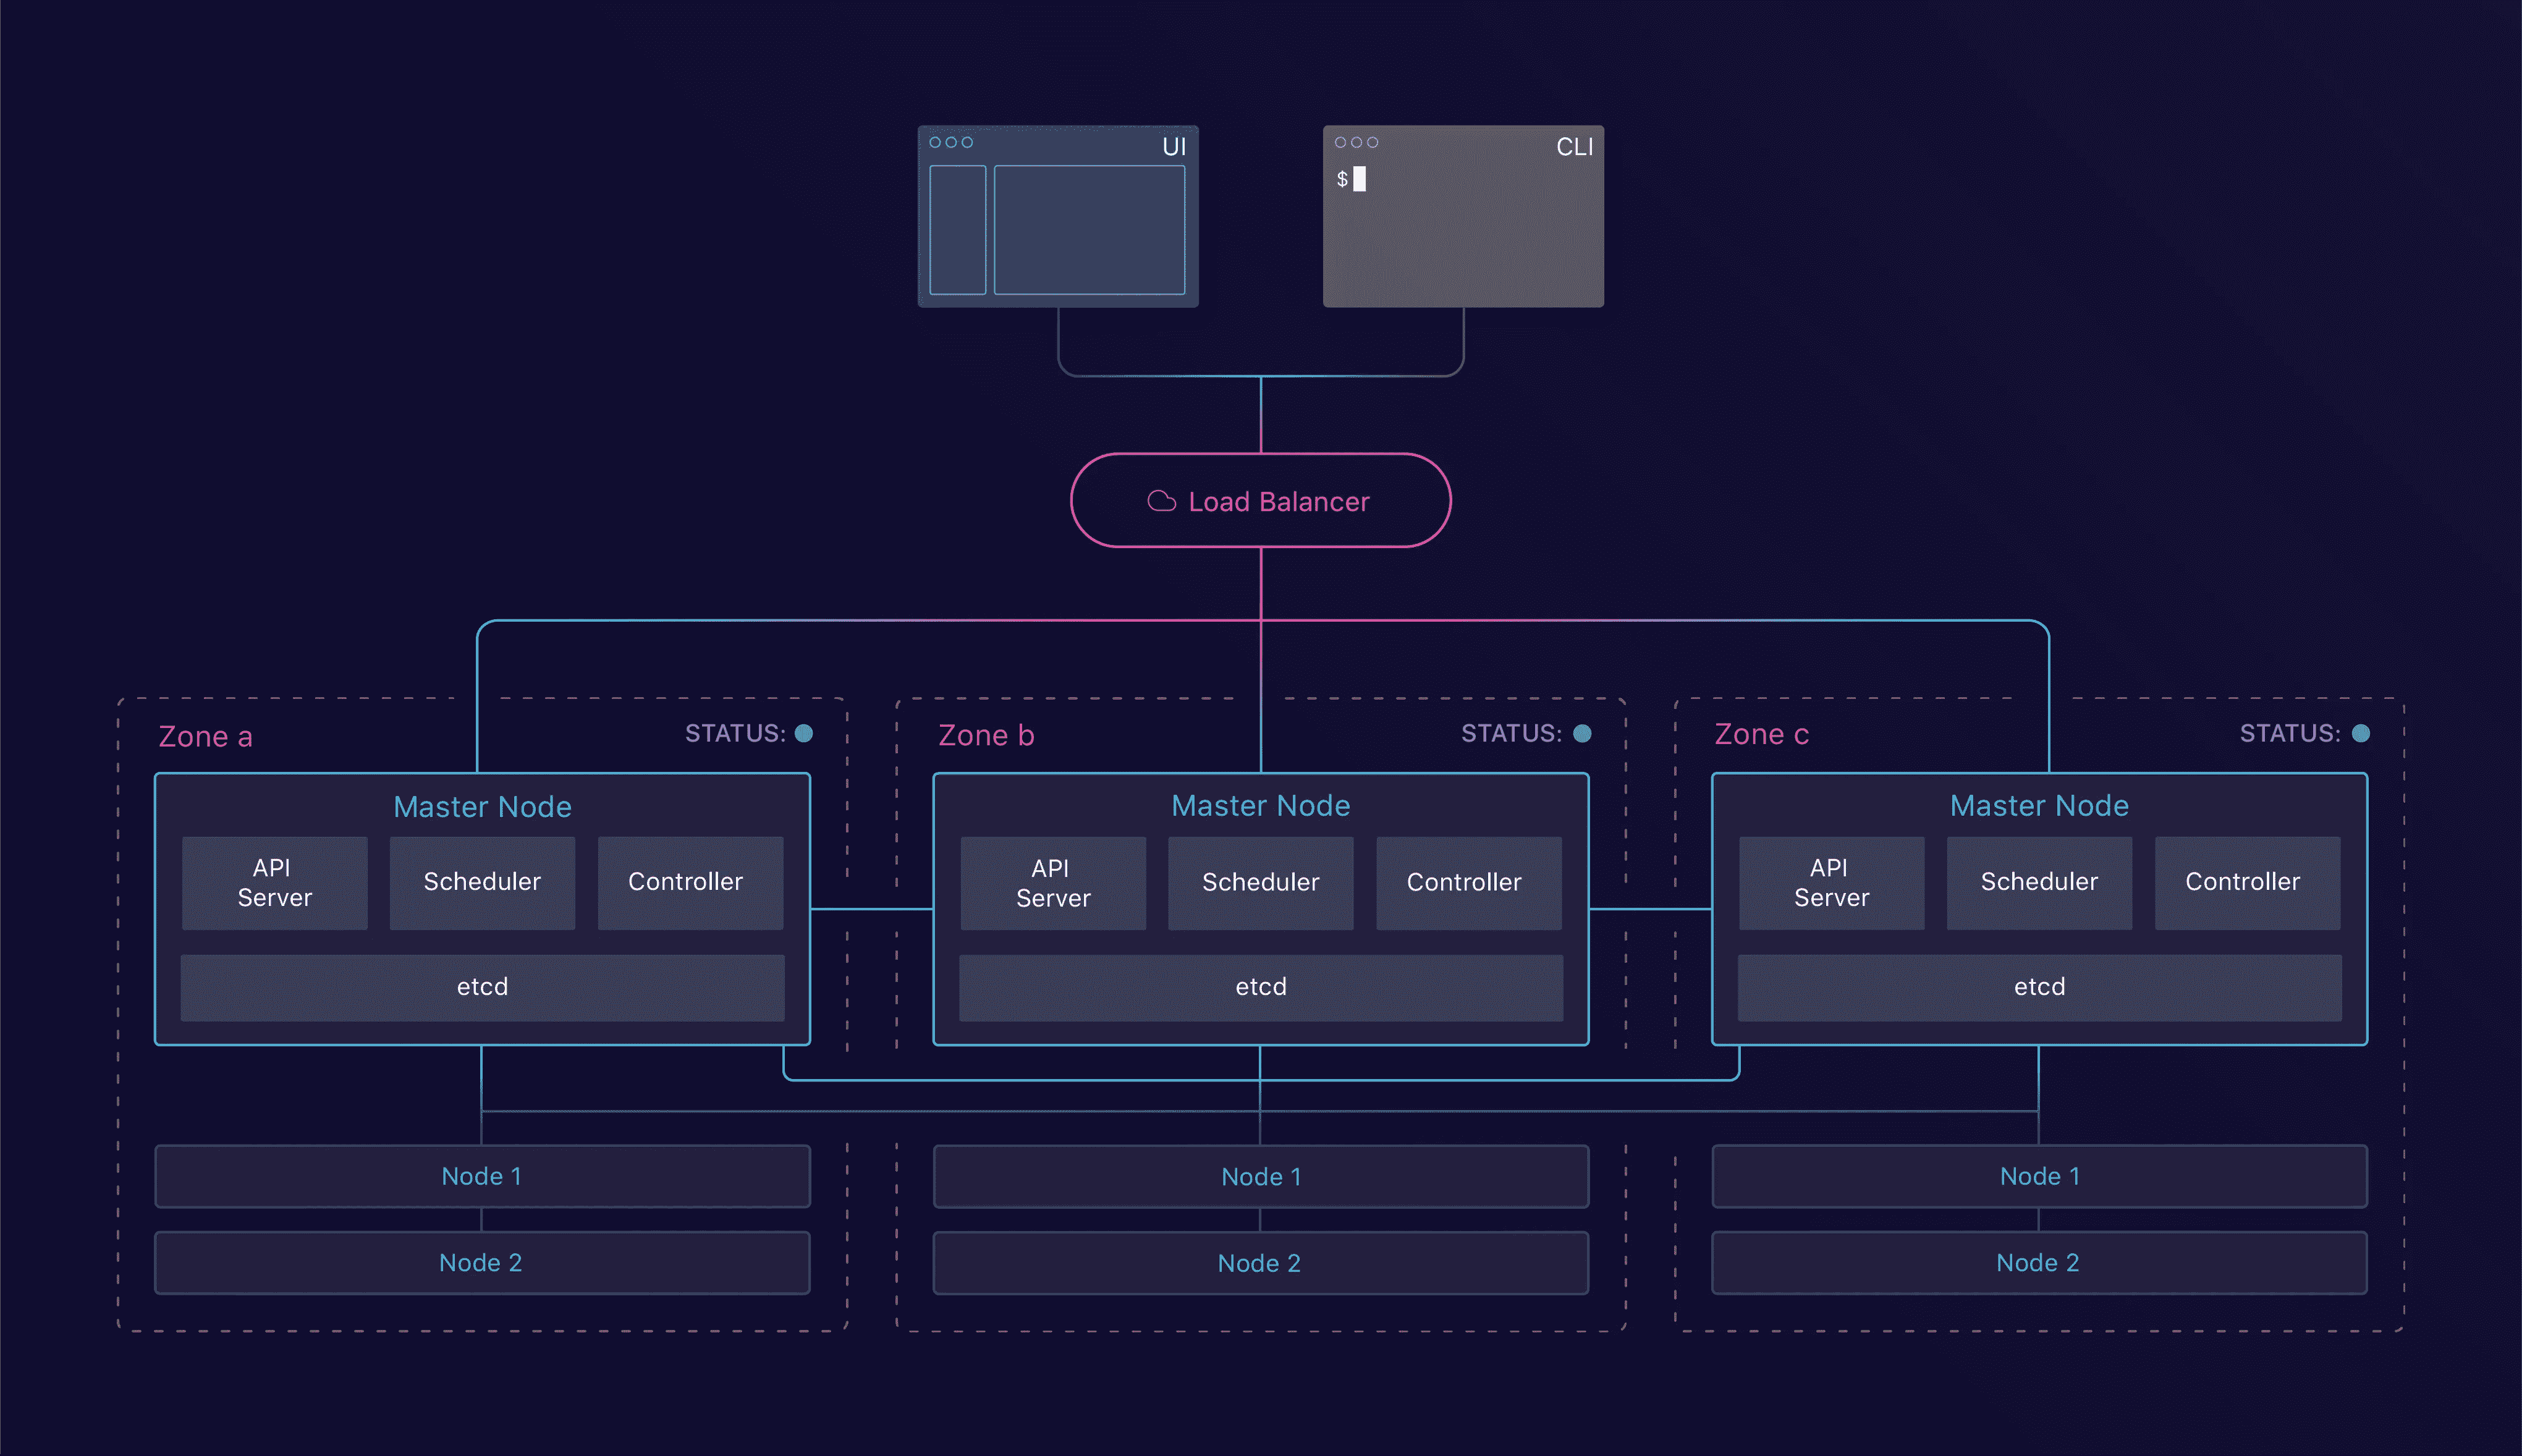 UI
CLI
$
Load Balancer
Zone a
STATUS:
Zone b
STATUS:
Zone c
STATUS:
Master Node
API
Server
Scheduler
Controller
etcd
Master Node
API
Server
Scheduler
Controller
etcd
Master Node
API
Server
Scheduler
Controller
etcd
Node 1
Node 2
Node 1
Node 2
Node 1
Node 2